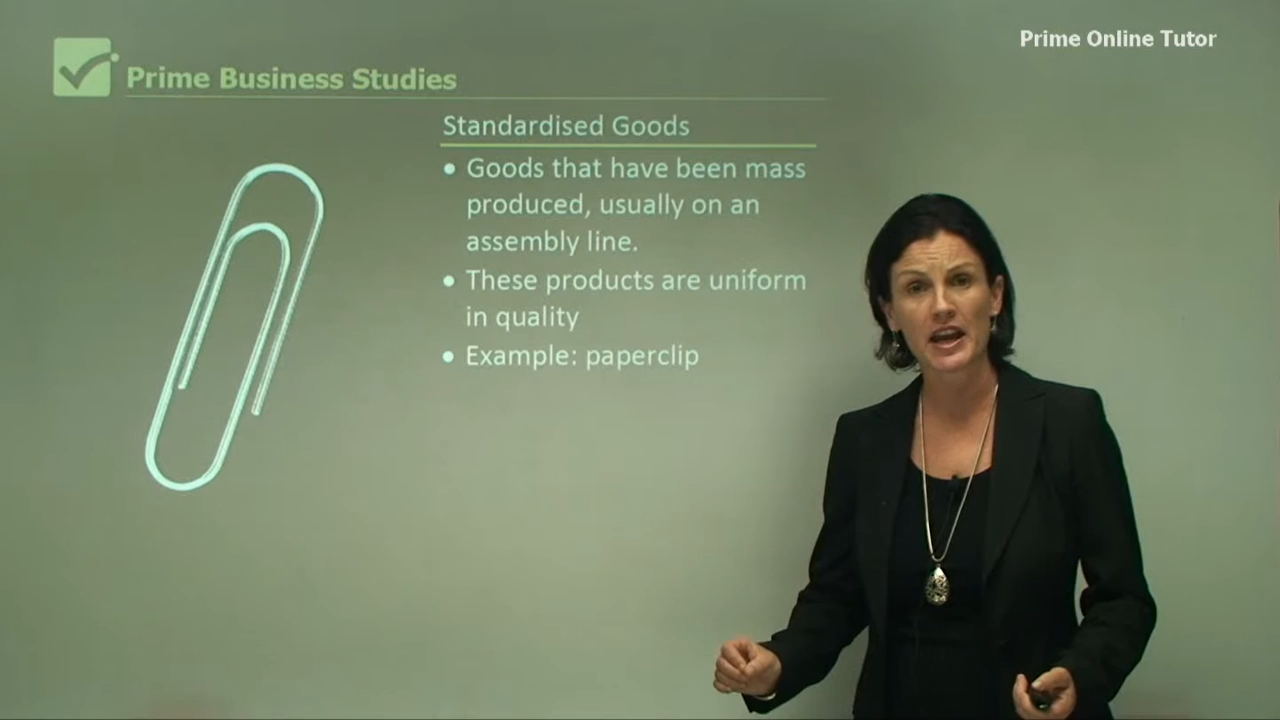 Prime Online Tutor
Prime Business Studies
Standardised Goods
• Goods that have been mass
produced, usually on an
assembly line.
• These products are uniform
in quality
• Example: paperclip